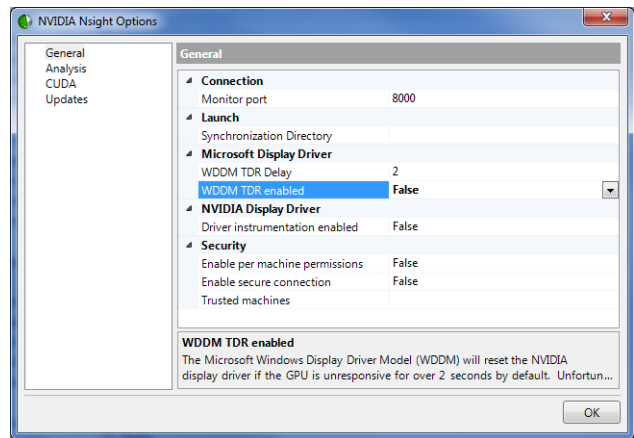 NVIDIA Nsight Options
General
Analysis
CUDA
Updates
General
Connection
Monitor port 8000
Launch
Synchronization Directory
Microsoft Display Driver
WDDM TDR Delay 2
WDDM TDR enabled False
NVIDIA Display Driver
Driver instrumentation enabled False
Security
Enable per machine permissions False
Enable secure connection False
Trusted machines
WDDM TDR enabled
The Microsoft Windows Display Driver Model (WDDM) will reset the NVIDIA
display driver if the GPU is unresponsive for over 2 seconds by default. Unfortun...
OK